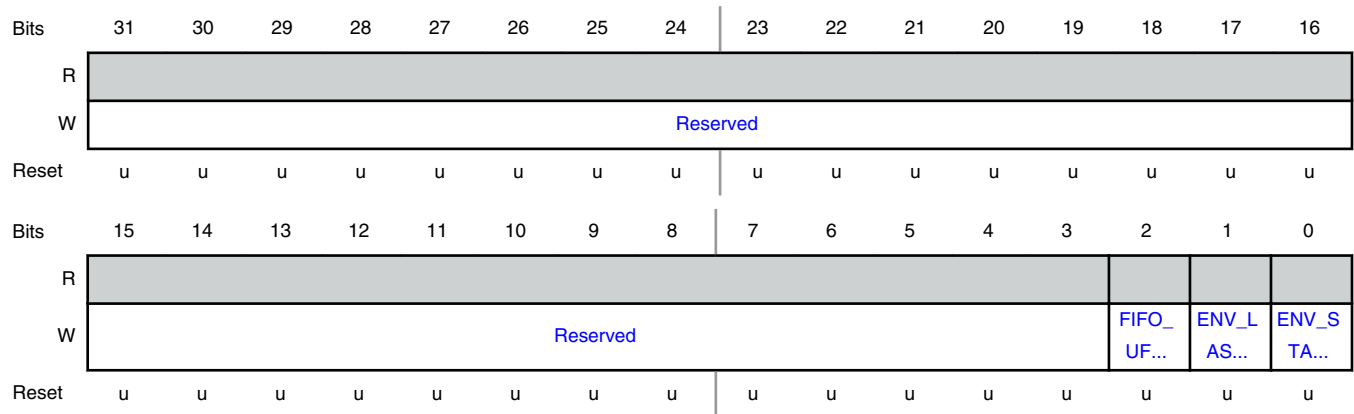 Bits 31 30 29 28 27 26 25 24 23 22 21 20 19 18 17 16
R
W Reserved
Reset u u u u u u u u u u u u u u u u
Bits 15 14 13 12 11 10 9 8 7 6 5 4 3 2 1 0
R
W Reserved FIFO_ ENV_L ENV_S
UF... AS... TA...
Reset u u u u u u u u u u u u u u u u